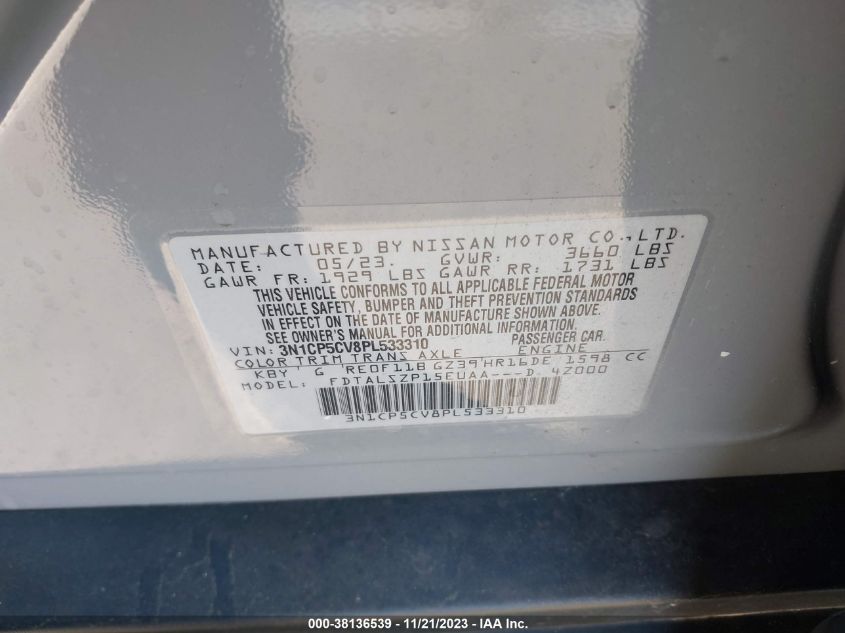 MANUFACTURED BY NISSAN MOTOR CO., LTD.
DATE: 05/23. GVWR: 3660 LBS
GAWR FR: 1929 LBS GAWR RR: 1731 LBS
THIS VEHICLE CONFORMS TO ALL APPLICABLE FEDERAL MOTOR
VEHICLE SAFETY, BUMPER AND THEFT PREVENTION STANDARDS
IN EFFECT ON THE DATE OF MANUFACTURE SHOWN ABOVE.
SEE OWNER'S MANUAL FOR ADDITIONAL INFORMATION.
VIN: 3N1CP5CV8PL533310 PASSENGER CAR.
COLOR TRIM TRANS AXLE ENGINE
KBY G RE0F11B GZ39 HR16DE 1598 CC
MODEL: FDTALSZP15EUAA---D. 4Z000
3N1CP5CV8PL533310
000-38136539 - 11/21/2023 - IAA Inc.